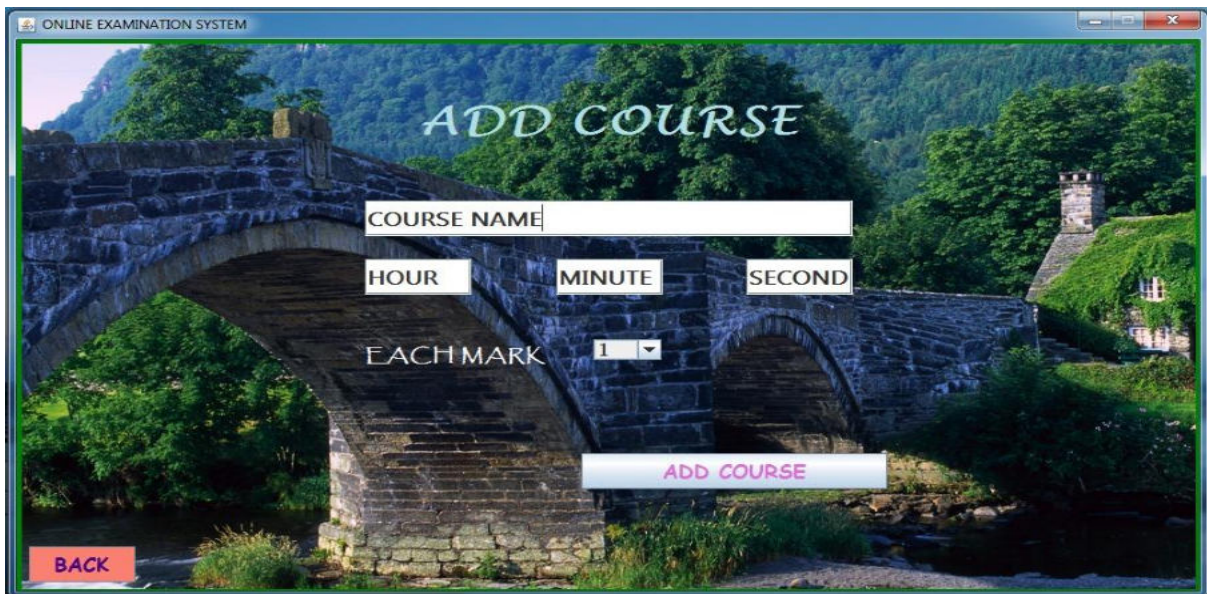 ONLINE EXAMINATION SYSTEM
ADD COURSE
COURSE NAME
HOUR MINUTE SECOND
EACH MARK 1
ADD COURSE
BACK